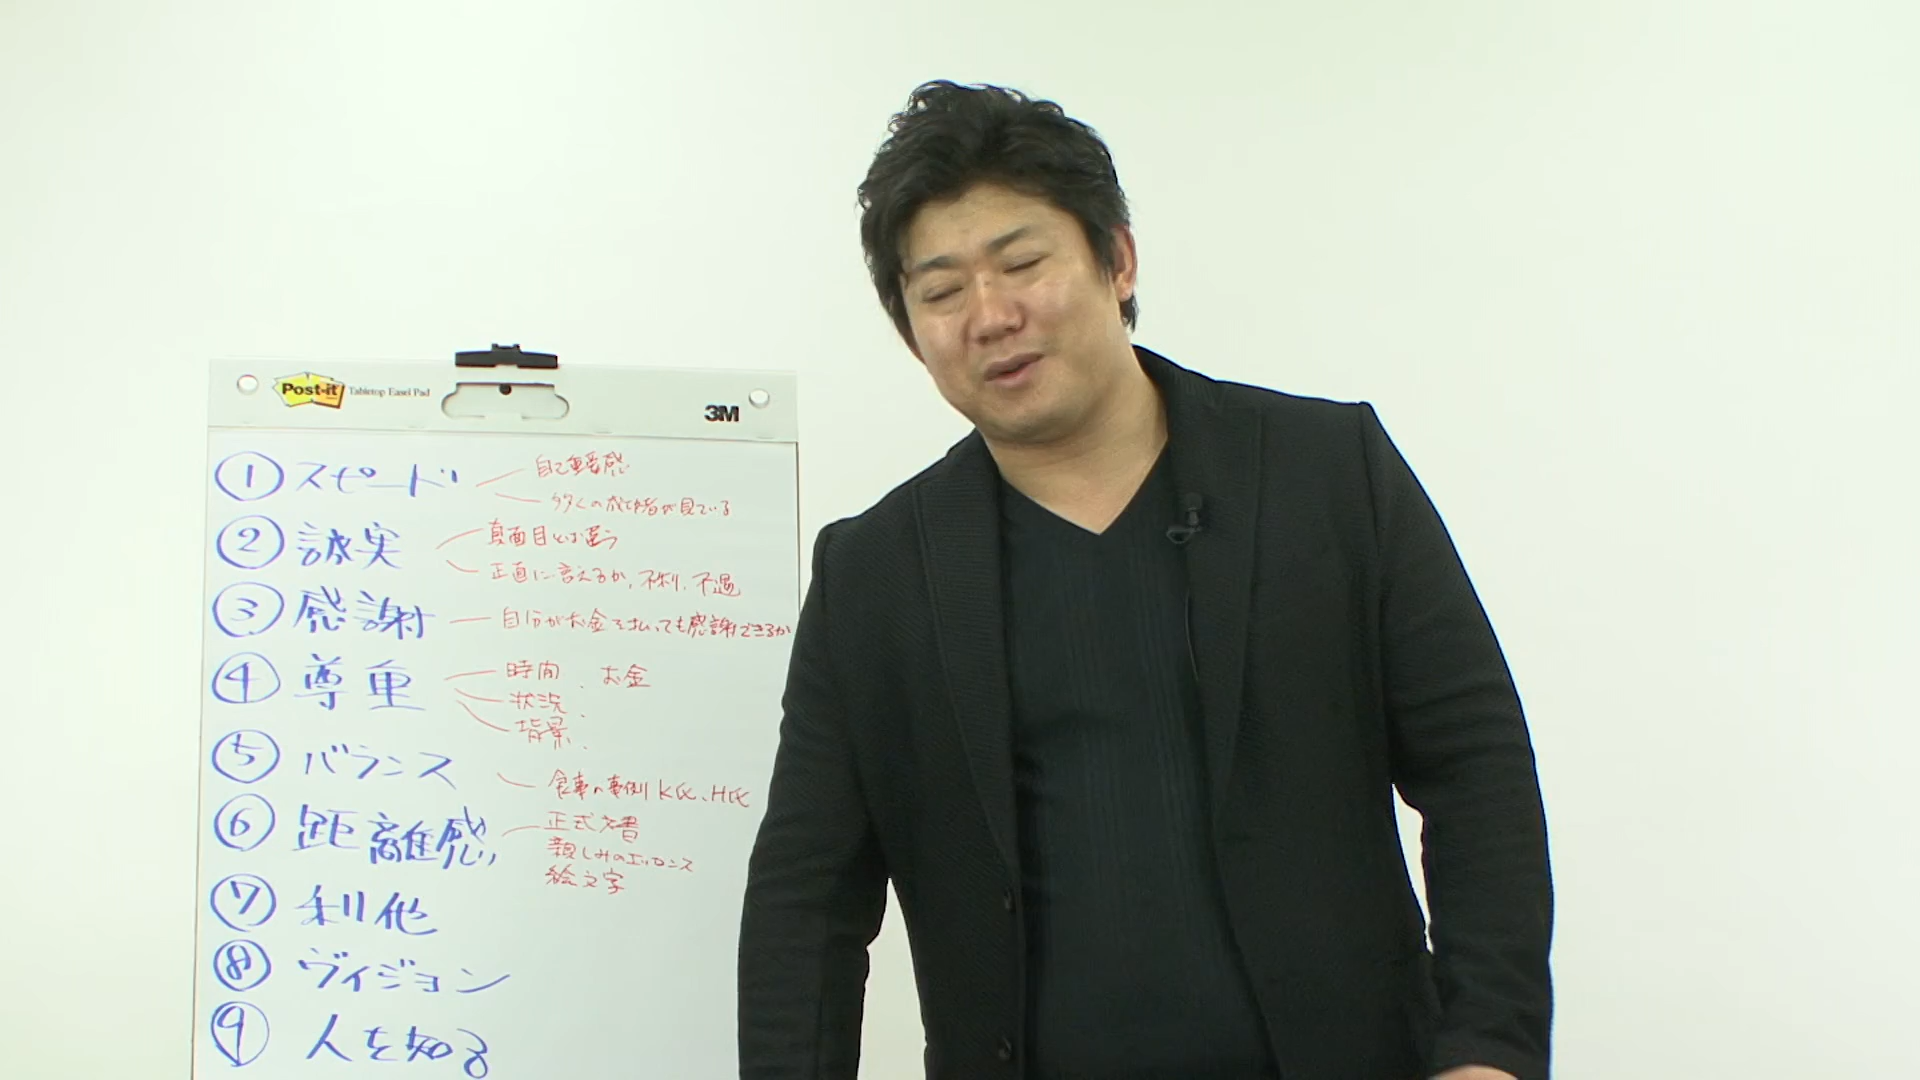 Post-it Tabletop Easel Pad
3M
① スピード
自己重要感
多くの成功者が見ている
② 誠実
真面目とは違う
正直に言えるか、不利、不遇
③ 感謝
自分がお金を払っても感謝できるか
④ 尊重
時間、お金
状況、
背景、
⑤ バランス
食事の事例 K氏、H氏
⑥ 距離感
正式文書
親しみのエッセンス
絵文字
⑦ 利他
⑧ ヴィジョン
⑨ 人を知る